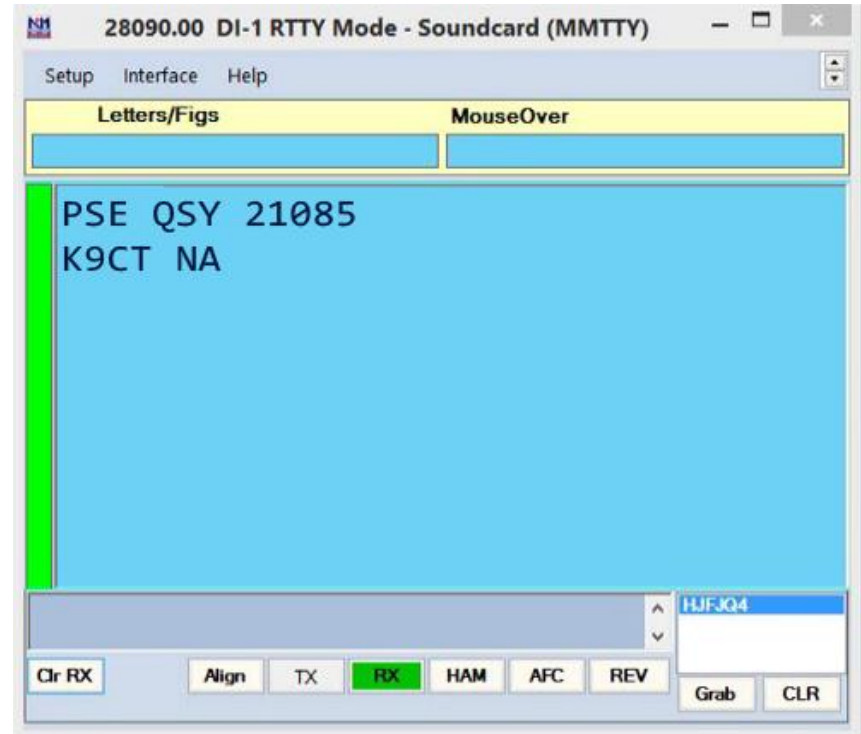 28090.00 DI-1 RTTY Mode - Soundcard (MMTTY)
Setup Interface Help
Letters/Figs MouseOver
PSE QSY 21085
K9CT NA
HJFJQ4
Clr RX Align TX RX HAM AFC REV
Grab CLR